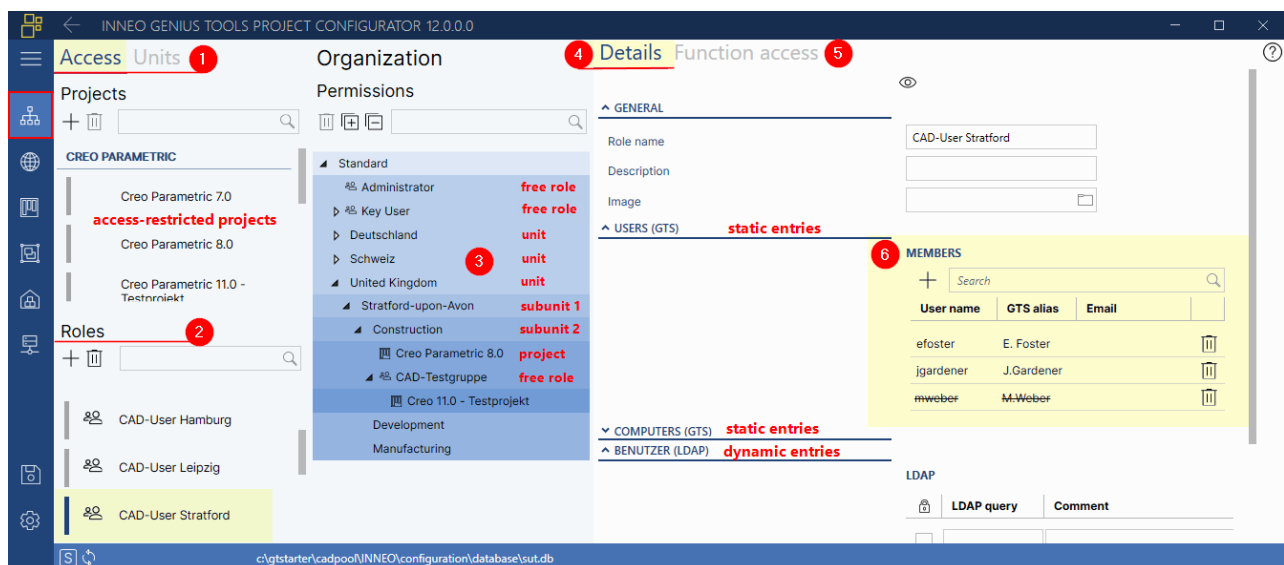 INNEO GENIUS TOOLS PROJECT CONFIGURATOR 12.0.0.0
Access Units 1
Projects
CREO PARAMETRIC
Creo Parametric 7.0
access-restricted projects
Creo Parametric 8.0
Creo Parametric 11.0 -
Testprojekt
Roles 2
CAD-User Hamburg
CAD-User Leipzig
CAD-User Stratford
Organization
Permissions
Standard
Administrator free role
Key User free role
Deutschland unit
Schweiz 3 unit
United Kingdom unit
Stratford-upon-Avon subunit 1
Construction subunit 2
Creo Parametric 8.0 project
CAD-Testgruppe free role
Creo 11.0 - Testprojekt
Development
Manufacturing
4 Details Function access 5
GENERAL
Role name CAD-User Stratford
Description
Image
USERS (GTS) static entries
6 MEMBERS
Search
User name GTS alias Email
efoster E. Foster
jgardener J.Gardener
mweber M.Weber
COMPUTERS (GTS) static entries
BENUTZER (LDAP) dynamic entries
LDAP
LDAP query Comment
S c:\gtstarter\cadpool\INNEO\configuration\database\sut.db